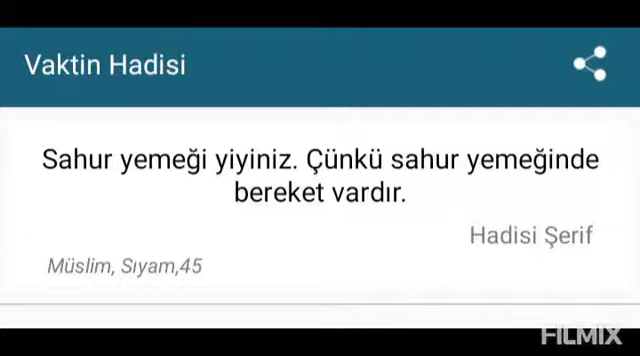 Vaktin Hadisi
Sahur yemeği yiyiniz. Çünkü sahur yemeğinde
bereket vardır.
Hadisi Şerif
Müslim, Sıyam,45
FILMIX